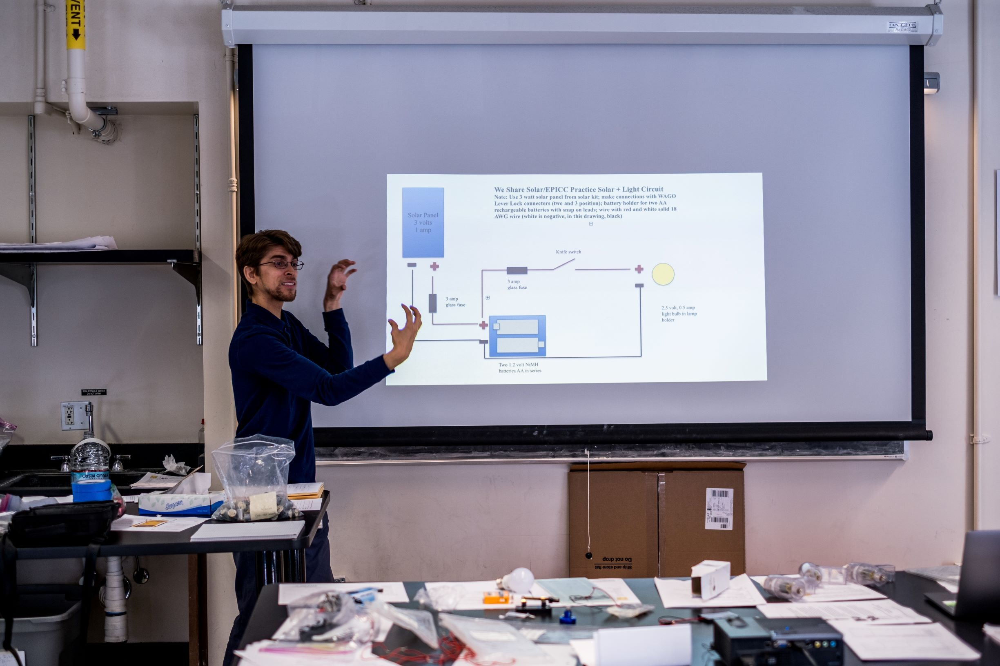 VENT
DA-LITE
We Share Solar/EPICC Practice Solar + Light Circuit
Note: Use 3 watt solar panel from solar kit; make connections with WAGO
Lever Lock connectors (two and 3 position); battery holder for two AA
rechargeable batteries with snap on leads; wire with red and white solid 18
AWG wire (white is negative, in this drawing, black)
Solar Panel
3 volts
1 amp
Knife switch
3 amp
glass fuse
3 amp
glass fuse
2.5 volt, 0.5 amp
light bulb in lamp
holder
Two 1.2 volt NiMH
batteries AA in series
NON-POTABLE WATER
DO NOT DRINK
CRYSTAL GEYSER
Surpass
Do not drop
Ship and store flat